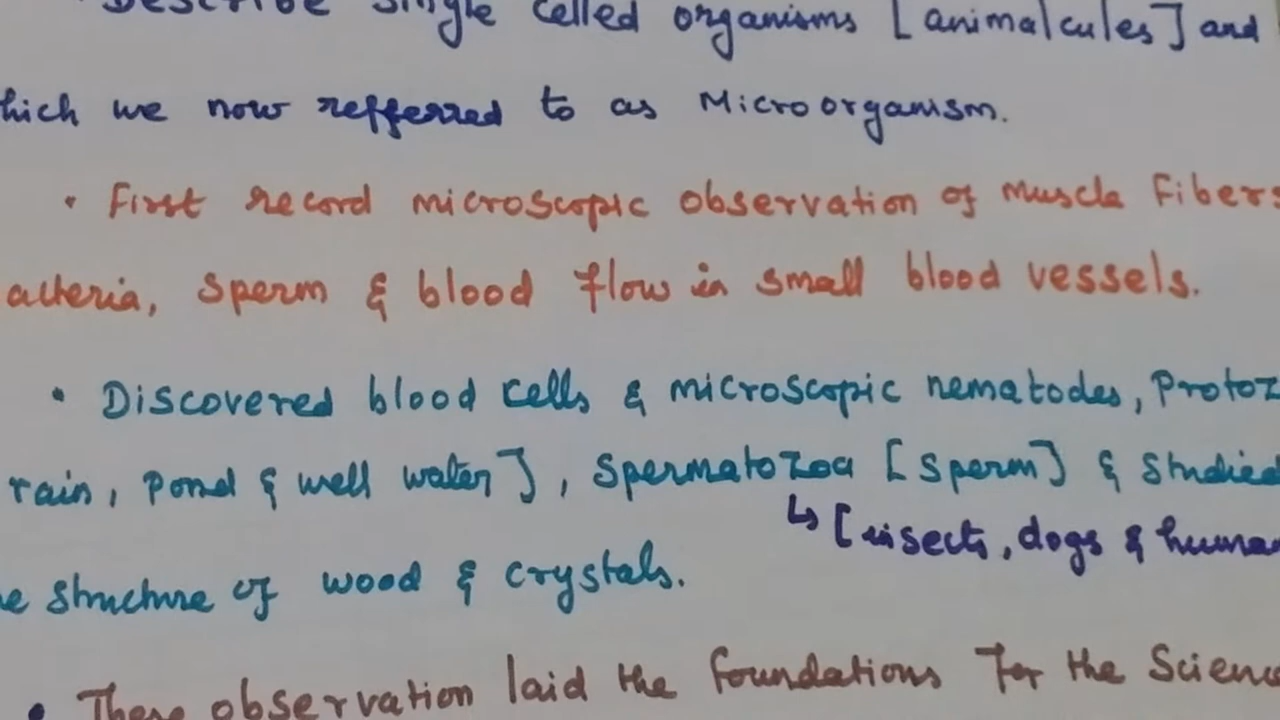 Describe single celled organisms [animalcules] and
hich we now refferred to as Microorganism.
• First record microscopic observation of muscle Fibers
acteria, Sperm & blood flow in small blood vessels.
• Discovered blood cells & microscopic nematodes, Protoz
rain, Pond & well water], Spermatozoa [Sperm] & Studied
↳ [insects, dogs & human
e structure of wood & crystals.
• These observation laid the foundations For the Scienc